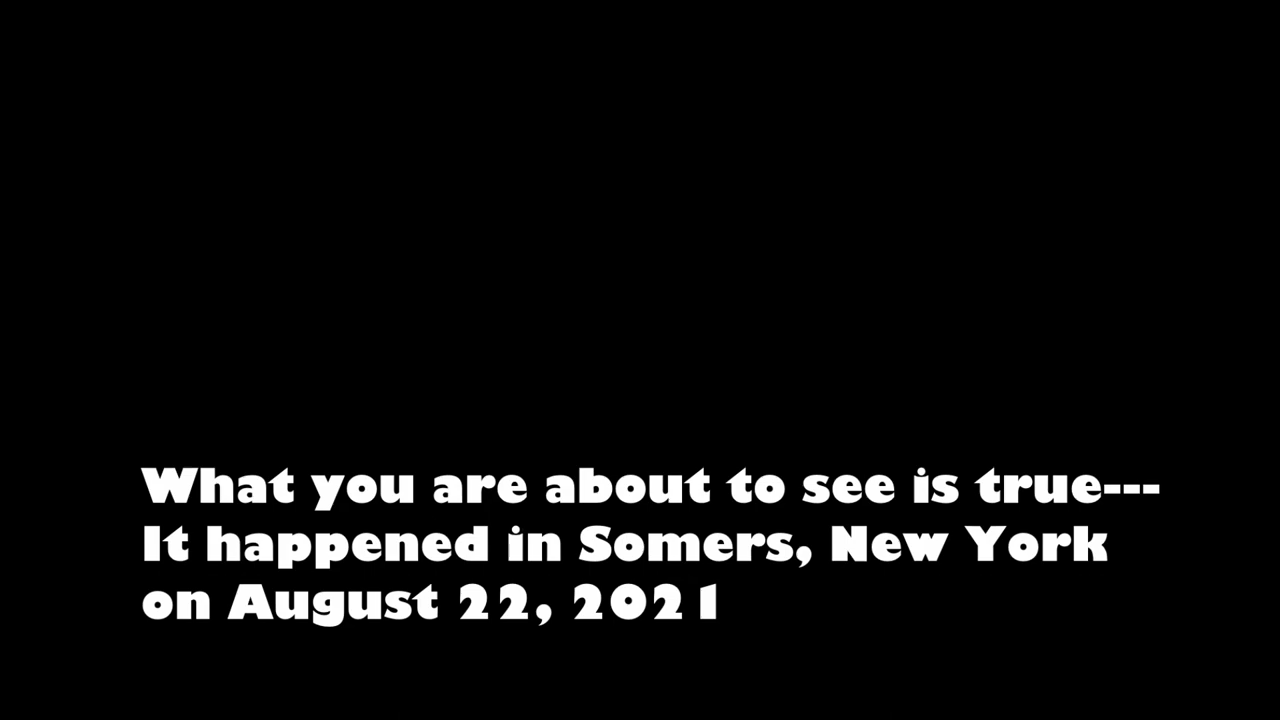 What you are about to see is true---
It happened in Somers, New York
on August 22, 2021